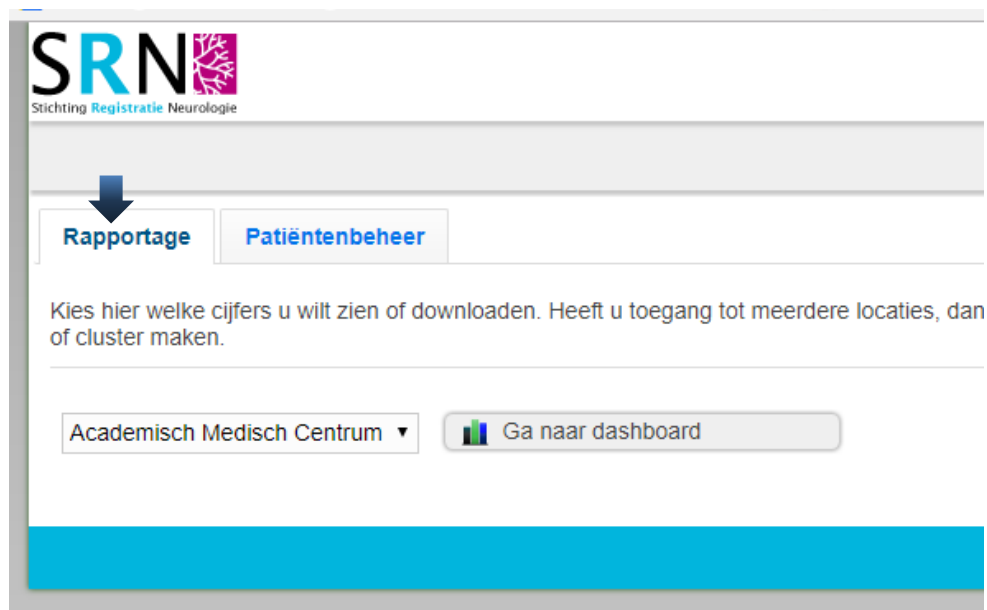 SRN
Stichting Registratie Neurologie
Rapportage
Patiëntenbeheer
Kies hier welke cijfers u wilt zien of downloaden. Heeft u toegang tot meerdere locaties, dan
of cluster maken.
Academisch Medisch Centrum
Ga naar dashboard